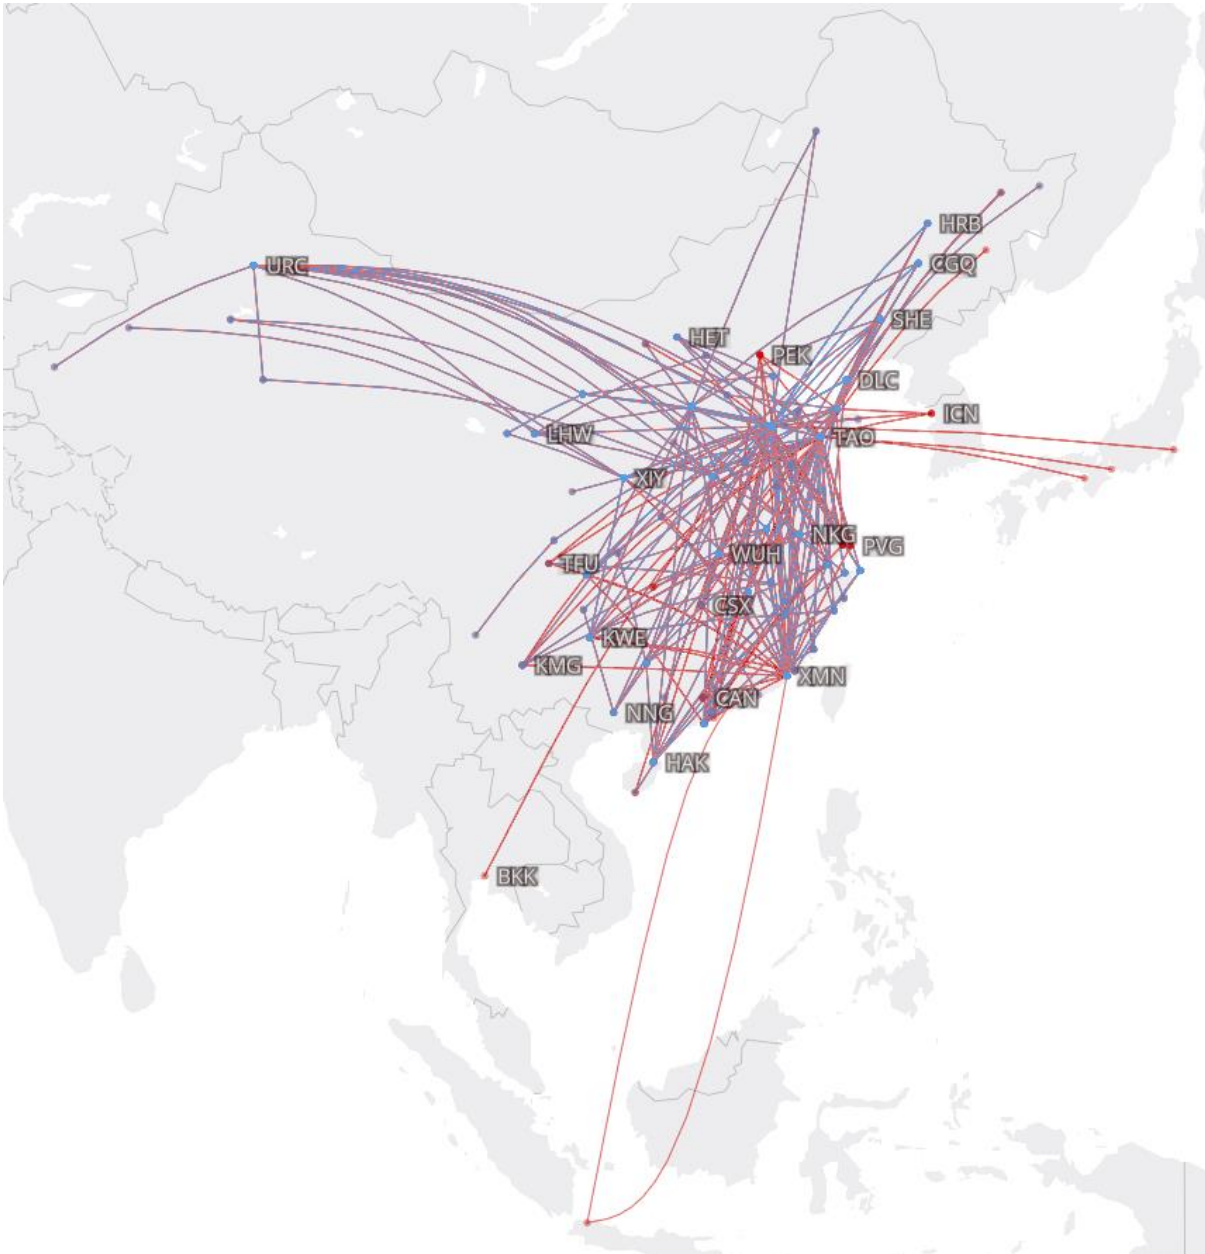 HRB
URC
CGQ
SHE
HET
PEK
DLC
ICN
LHW
TAO
XIY
NKG
PVG
WUH
TFU
CSX
KWE
KMG
XMN
CAN
NNG
HAK
BKK